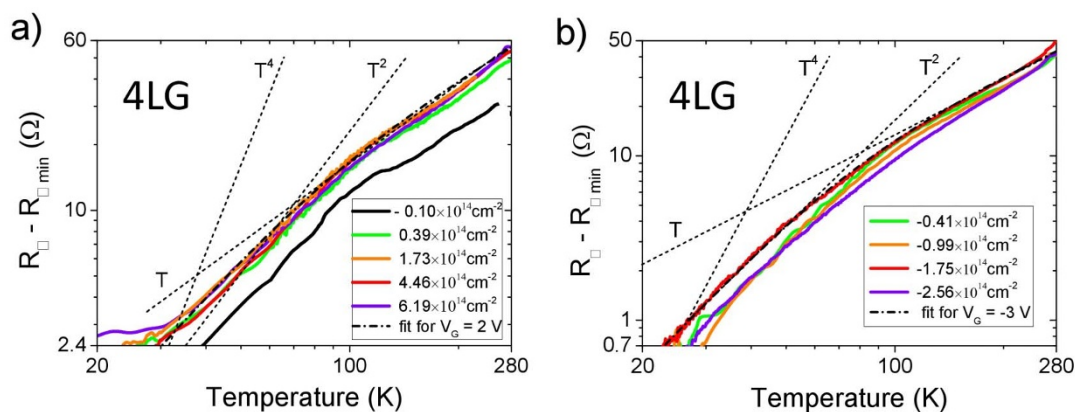 a)
4LG
R□ - R□ min (Ω)
60
10
2.4
T⁴
T²
T
- 0.10×10¹⁴cm⁻²
0.39×10¹⁴cm⁻²
1.73×10¹⁴cm⁻²
4.46×10¹⁴cm⁻²
6.19×10¹⁴cm⁻²
fit for V_G = 2 V
20
100
280
Temperature (K)
b)
4LG
R□ - R□ min (Ω)
50
10
1
0.7
T⁴
T²
T
-0.41×10¹⁴cm⁻²
-0.99×10¹⁴cm⁻²
-1.75×10¹⁴cm⁻²
-2.56×10¹⁴cm⁻²
fit for V_G = -3 V
20
100
280
Temperature (K)